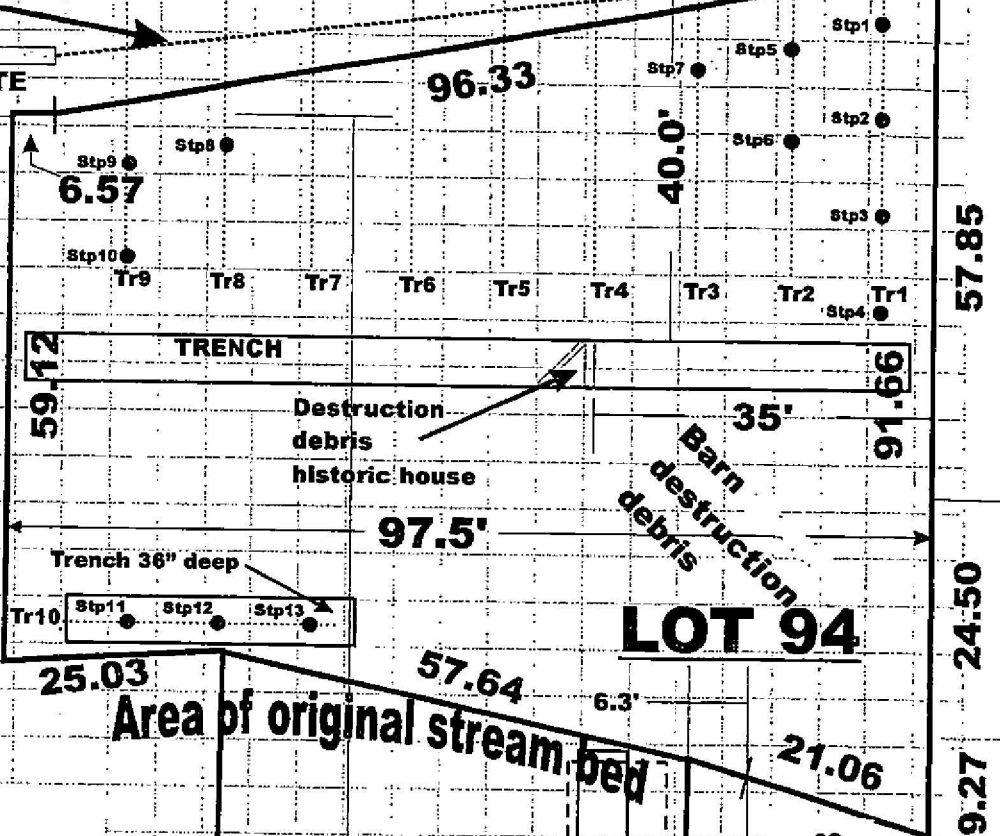 Stp1
Stp5
Stp7
TE
96.33
Stp2
Stp6
Stp8
Stp9
40.0'
6.57
Stp3
57.85
Stp10
Tr9
Tr8
Tr7
Tr6
Tr5
Tr4
Tr3
Tr2
Tr1
Stp4
TRENCH
59.12
91.66
Destruction
debris
historic house
35'
Barn
destruction
debris
97.5'
Trench 36" deep
Tr10
Stp11
Stp12
Stp13
LOT 94
24.50
25.03
57.64
6.3'
Area of original stream bed
21.06
9.27